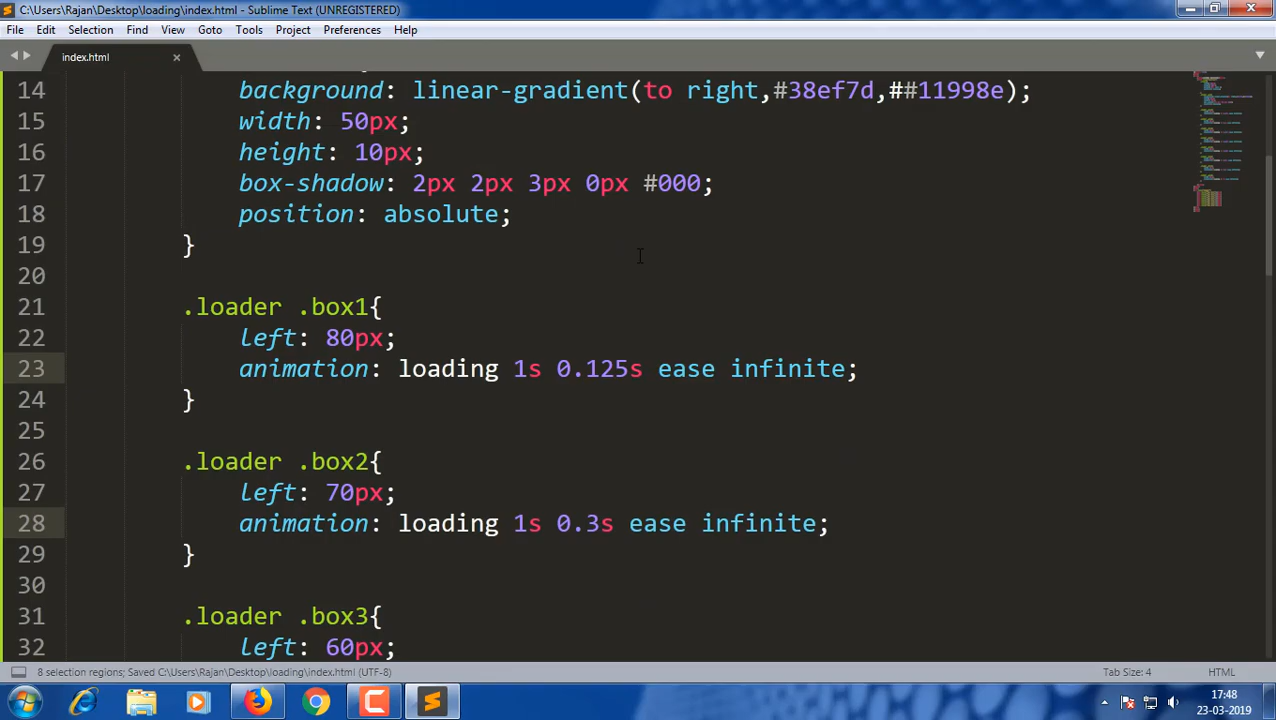 C:\Users\Rajan\Desktop\loading\index.html - Sublime Text (UNREGISTERED)
File Edit Selection Find View Goto Tools Project Preferences Help
index.html
14 background: linear-gradient(to right,#38ef7d,##11998e);
15 width: 50px;
16 height: 10px;
17 box-shadow: 2px 2px 3px 0px #000;
18 position: absolute;
19 }
20
21 .loader .box1{
22 left: 80px;
23 animation: loading 1s 0.125s ease infinite;
24 }
25
26 .loader .box2{
27 left: 70px;
28 animation: loading 1s 0.3s ease infinite;
29 }
30
31 .loader .box3{
32 left: 60px;
8 selection regions; Saved C:\Users\Rajan\Desktop\loading\index.html (UTF-8)
Tab Size: 4
HTML
17:48
23-03-2019